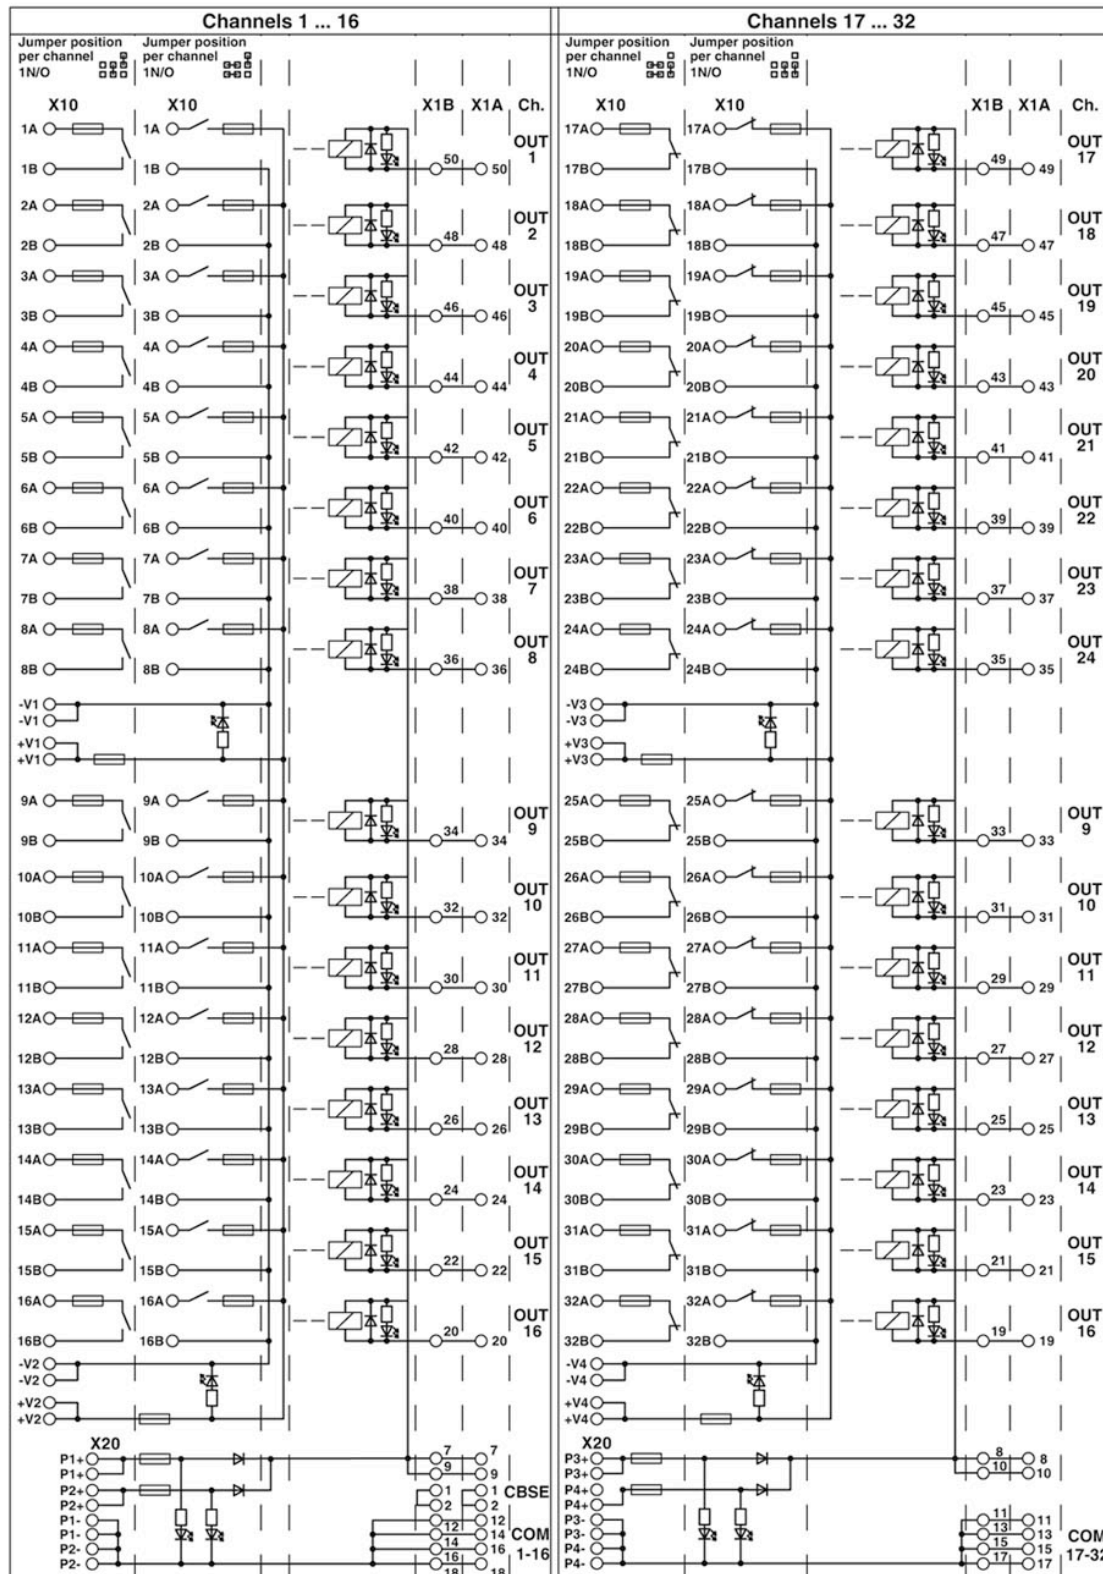 Channels 1 ... 16
Jumper position per channel 1N/O
Jumper position per channel 1N/O
X10 X10 X1B X1A Ch.
1A 1A OUT 1
1B 1B 50 50
2A 2A OUT 2
2B 2B 48 48
3A 3A OUT 3
3B 3B 46 46
4A 4A OUT 4
4B 4B 44 44
5A 5A OUT 5
5B 5B 42 42
6A 6A OUT 6
6B 6B 40 40
7A 7A OUT 7
7B 7B 38 38
8A 8A OUT 8
8B 8B 36 36
-V1
-V1
+V1
+V1
9A 9A OUT 9
9B 9B 34 34
10A 10A OUT 10
10B 10B 32 32
11A 11A OUT 11
11B 11B 30 30
12A 12A OUT 12
12B 12B 28 28
13A 13A OUT 13
13B 13B 26 26
14A 14A OUT 14
14B 14B 24 24
15A 15A OUT 15
15B 15B 22 22
16A 16A OUT 16
16B 16B 20 20
-V2
-V2
+V2
+V2
X20
P1+ 7 7
P1+ 9 9
P2+ 1 1 CBSE
P2+ 2 2
P1- 12 12
P1- 14 14 COM
P2- 16 16 1-16
P2- 18 18
Channels 17 ... 32
Jumper position per channel 1N/O
Jumper position per channel 1N/O
X10 X10 X1B X1A Ch.
17A 17A OUT 17
17B 17B 49 49
18A 18A OUT 18
18B 18B 47 47
19A 19A OUT 19
19B 19B 45 45
20A 20A OUT 20
20B 20B 43 43
21A 21A OUT 21
21B 21B 41 41
22A 22A OUT 22
22B 22B 39 39
23A 23A OUT 23
23B 23B 37 37
24A 24A OUT 24
24B 24B 35 35
-V3
-V3
+V3
+V3
25A 25A OUT 9
25B 25B 33 33
26A 26A OUT 10
26B 26B 31 31
27A 27A OUT 11
27B 27B 29 29
28A 28A OUT 12
28B 28B 27 27
29A 29A OUT 13
29B 29B 25 25
30A 30A OUT 14
30B 30B 23 23
31A 31A OUT 15
31B 31B 21 21
32A 32A OUT 16
32B 32B 19 19
-V4
-V4
+V4
+V4
X20
P3+ 8 8
P3+ 10 10
P4+
P4+
P3- 11 11
P3- 13 13 COM
P4- 15 15 17-32
P4- 17 17